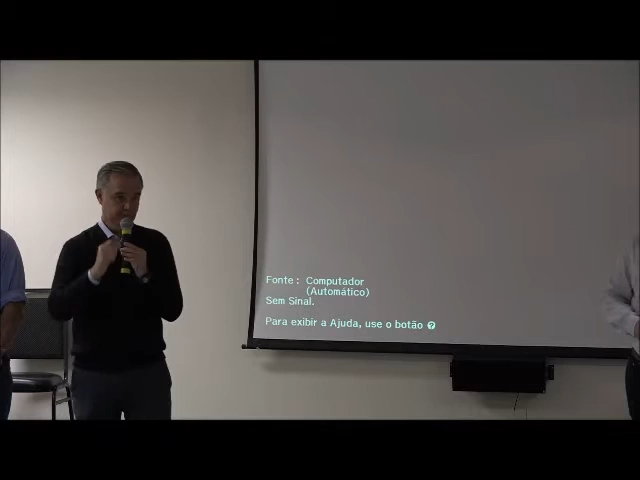 Fonte : Computador
(Automático)
Sem Sinal.
Para exibir a Ajuda, use o botão ?